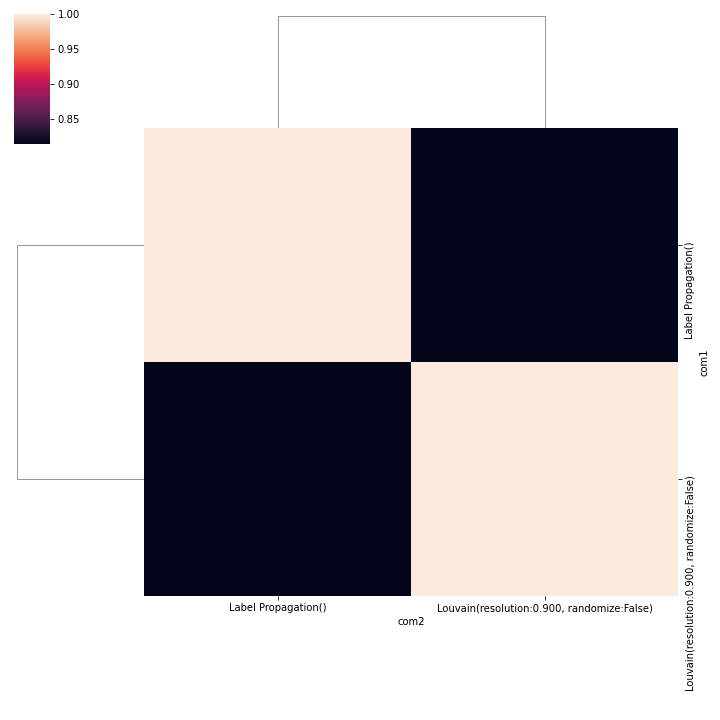 1.00
0.95
0.90
0.85
Label Propagation()
Louvain(resolution:0.900, randomize:False)
com1
Label Propagation()
Louvain(resolution:0.900, randomize:False)
com2